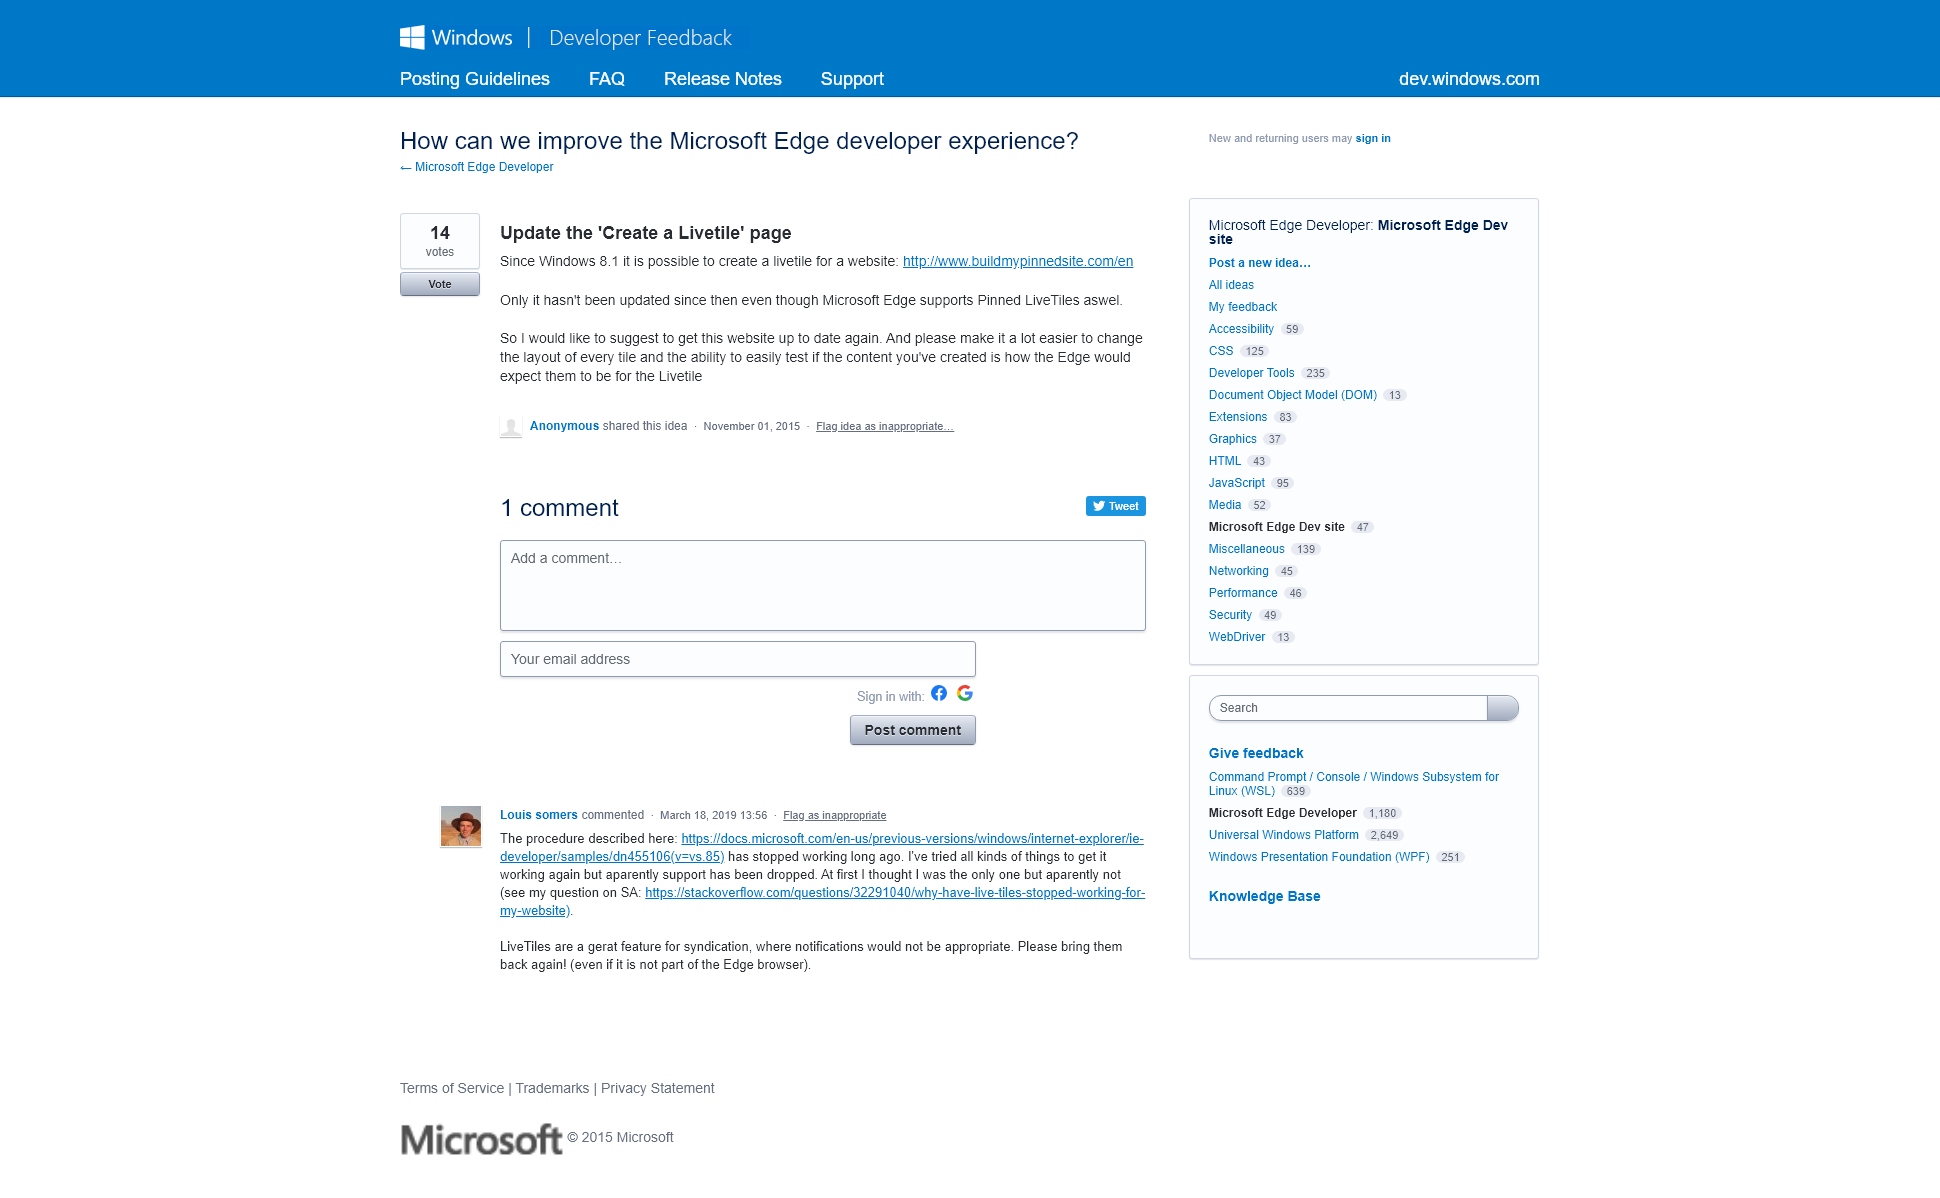 Windows | Developer Feedback
Posting Guidelines FAQ Release Notes Support dev.windows.com
How can we improve the Microsoft Edge developer experience?
← Microsoft Edge Developer
New and returning users may sign in
14
votes
Vote
Update the 'Create a Livetile' page
Since Windows 8.1 it is possible to create a livetile for a website: http://www.buildmypinnedsite.com/en
Only it hasn't been updated since then even though Microsoft Edge supports Pinned LiveTiles aswel.
So I would like to suggest to get this website up to date again. And please make it a lot easier to change
the layout of every tile and the ability to easily test if the content you've created is how the Edge would
expect them to be for the Livetile
Anonymous shared this idea · November 01, 2015 · Flag idea as inappropriate…
1 comment
Tweet
Add a comment…
Your email address
Sign in with:
Post comment
Louis somers commented · March 18, 2019 13:56 · Flag as inappropriate
The procedure described here: https://docs.microsoft.com/en-us/previous-versions/windows/internet-explorer/ie-
developer/samples/dn455106(v=vs.85) has stopped working long ago. I've tried all kinds of things to get it
working again but aparently support has been dropped. At first I thought I was the only one but aparently not
(see my question on SA: https://stackoverflow.com/questions/32291040/why-have-live-tiles-stopped-working-for-
my-website).
LiveTiles are a gerat feature for syndication, where notifications would not be appropriate. Please bring them
back again! (even if it is not part of the Edge browser).
Microsoft Edge Developer: Microsoft Edge Dev
site
Post a new idea…
All ideas
My feedback
Accessibility 59
CSS 125
Developer Tools 235
Document Object Model (DOM) 13
Extensions 83
Graphics 37
HTML 43
JavaScript 95
Media 52
Microsoft Edge Dev site 47
Miscellaneous 139
Networking 45
Performance 46
Security 49
WebDriver 13
Search
Give feedback
Command Prompt / Console / Windows Subsystem for
Linux (WSL) 639
Microsoft Edge Developer 1,180
Universal Windows Platform 2,649
Windows Presentation Foundation (WPF) 251
Knowledge Base
Terms of Service | Trademarks | Privacy Statement
Microsoft © 2015 Microsoft